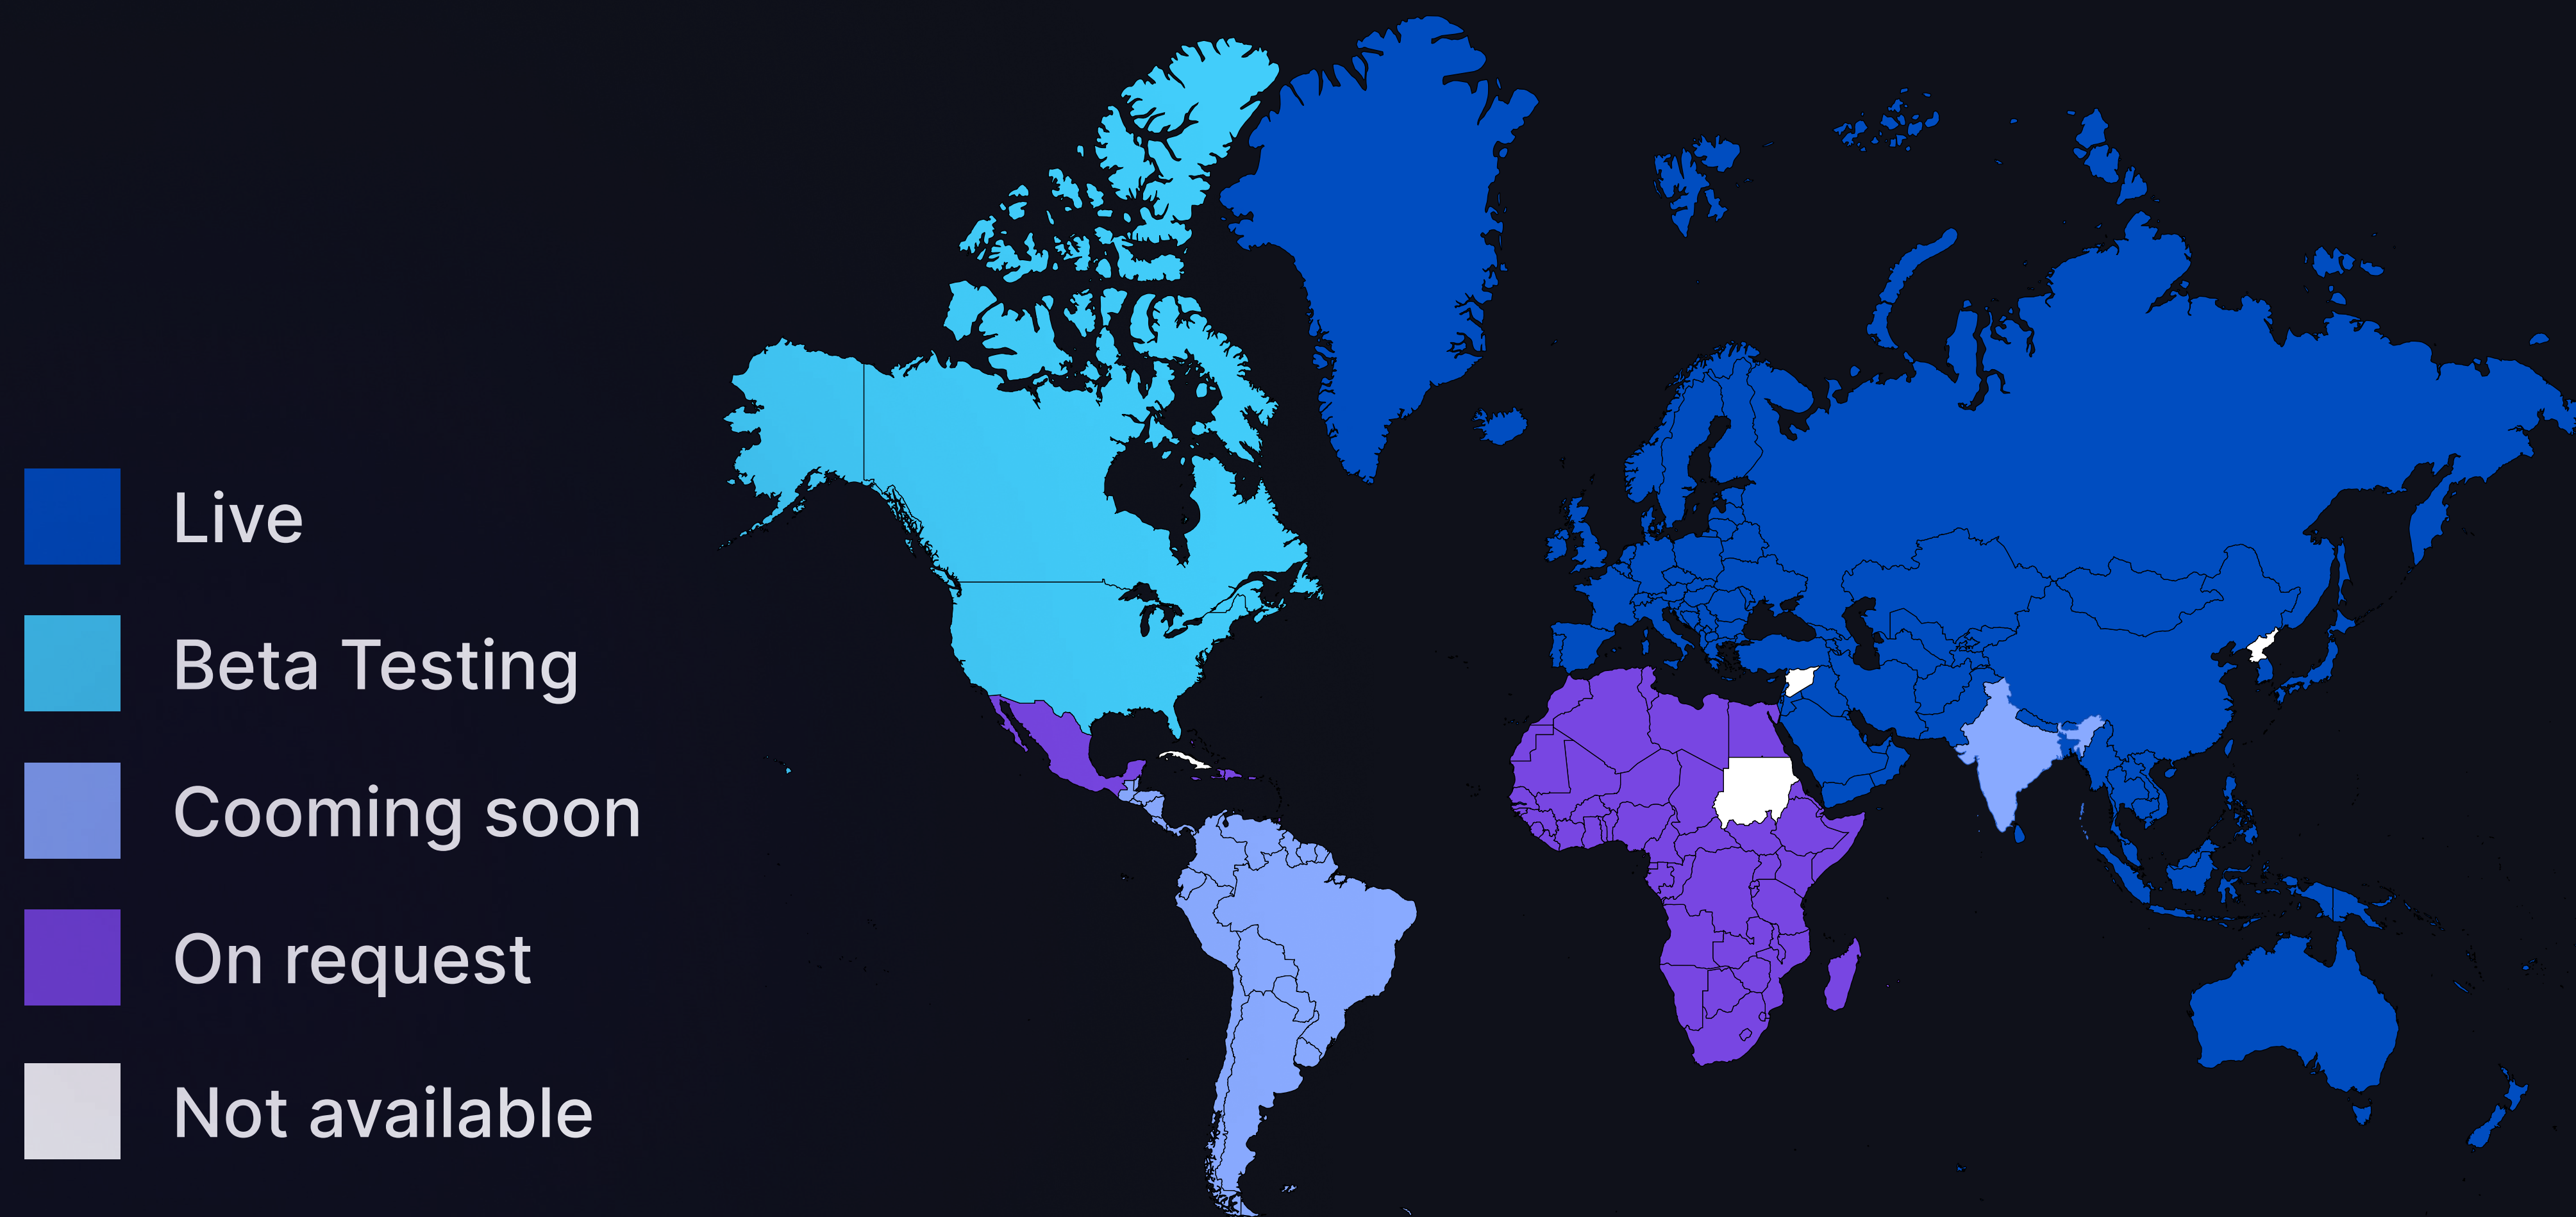 Live
Beta Testing
Cooming soon
On request
Not available